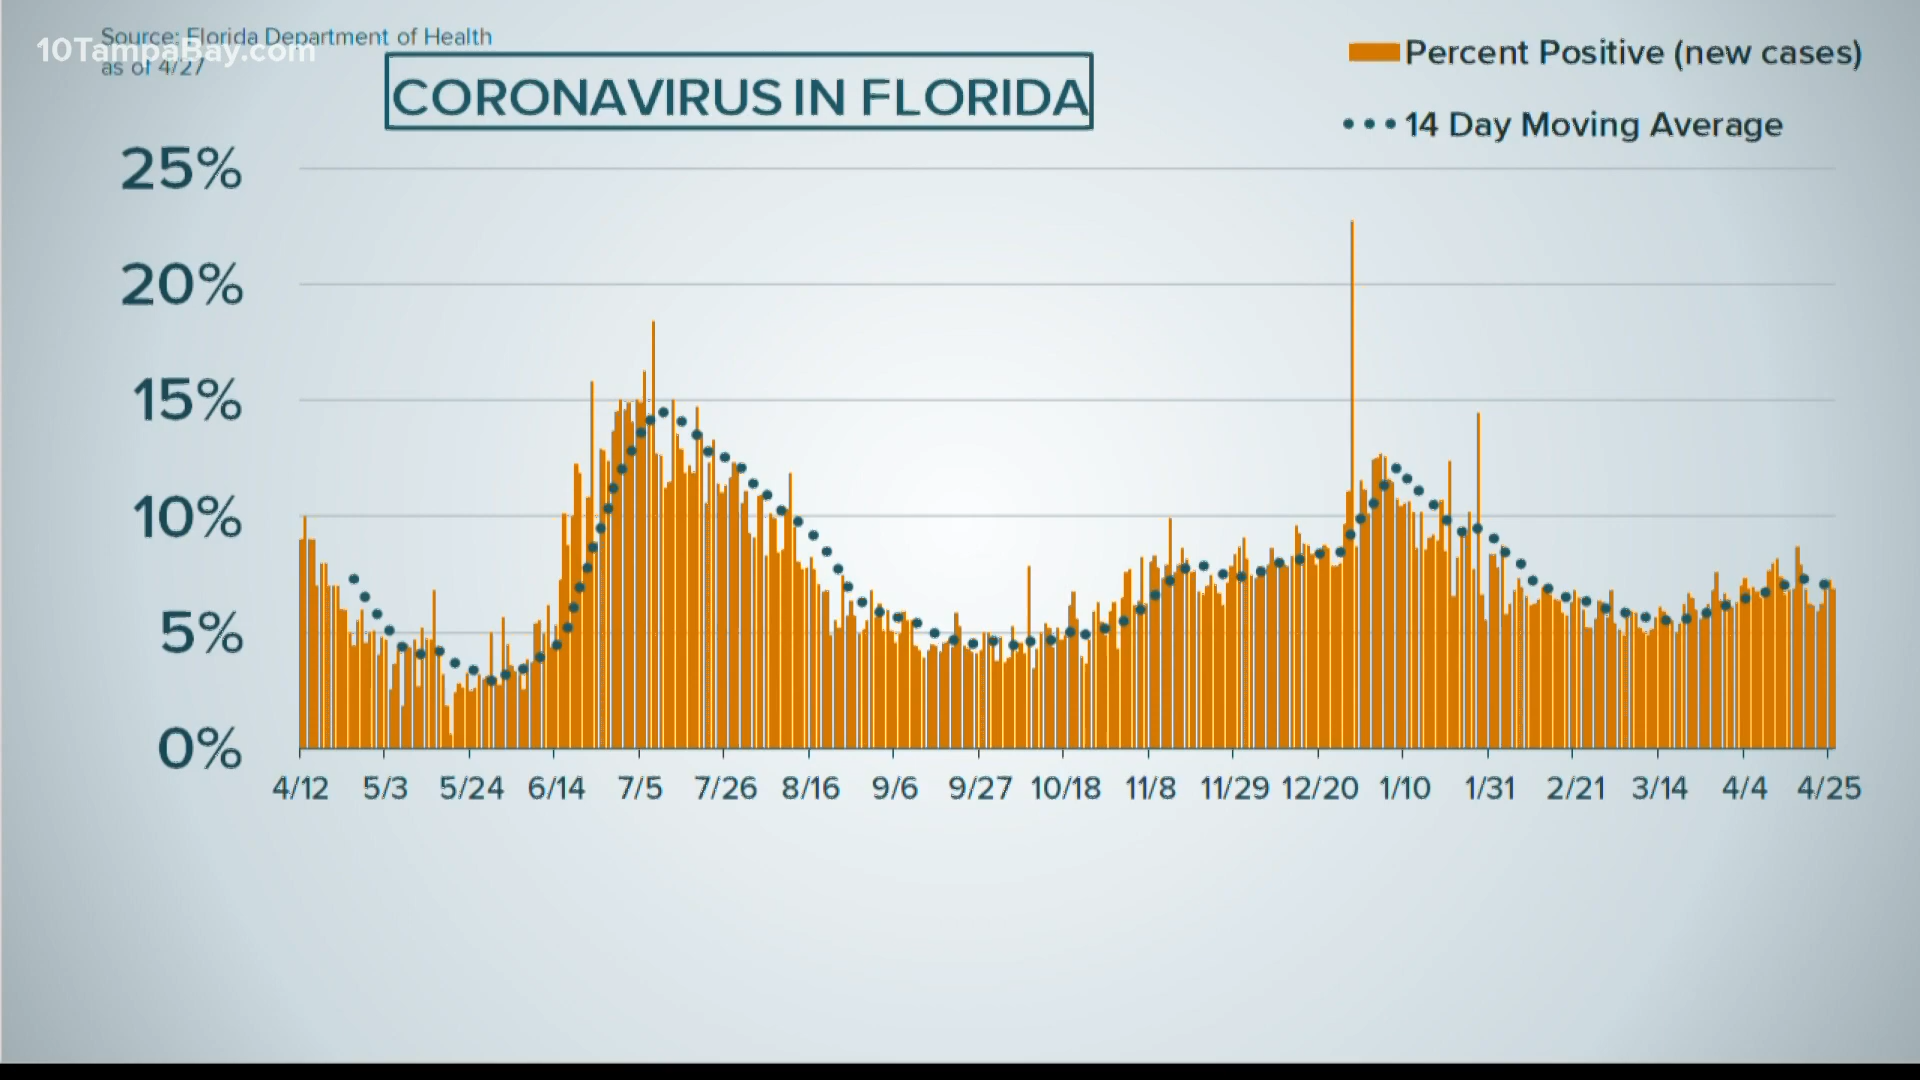 Source: Florida Department of Health
10TampaBay.com
as of 4/27
CORONAVIRUS IN FLORIDA
Percent Positive (new cases)
14 Day Moving Average
25%
20%
15%
10%
5%
0%
4/12 5/3 5/24 6/14 7/5 7/26 8/16 9/6 9/27 10/18 11/8 11/29 12/20 1/10 1/31 2/21 3/14 4/4 4/25